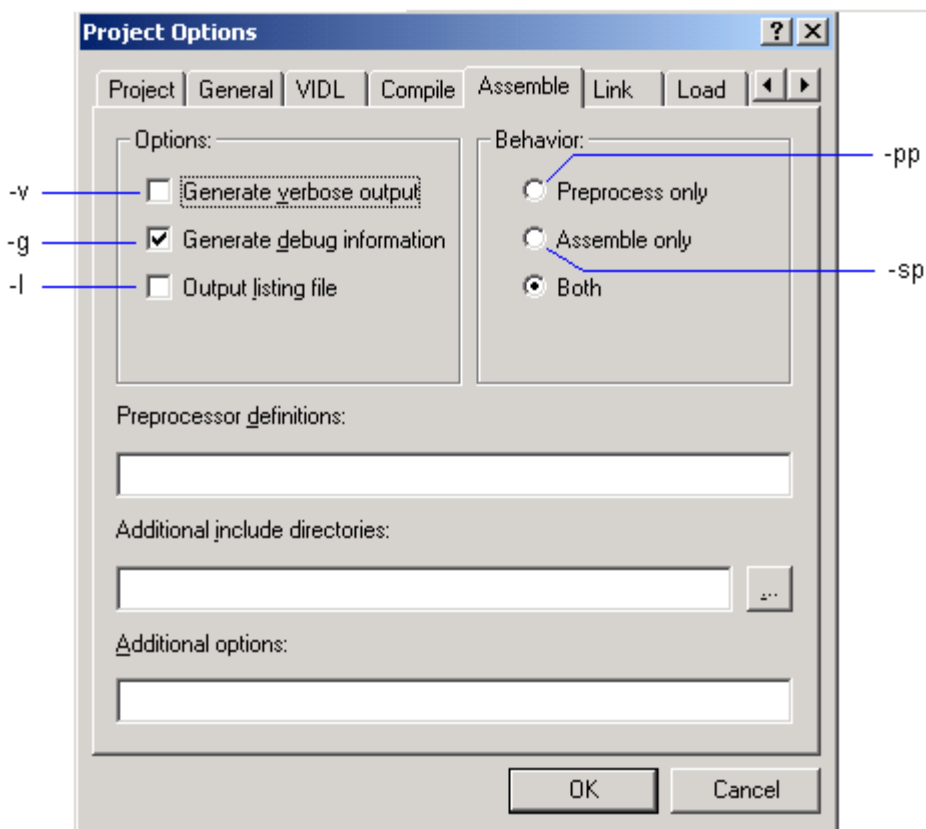 Project Options
Project General VIDL Compile Assemble Link Load
Options:
Behavior:
-pp
-v
Generate verbose output
Preprocess only
-g
Generate debug information
Assemble only
-sp
-l
Output listing file
Both
Preprocessor definitions:
Additional include directories:
...
Additional options:
OK
Cancel